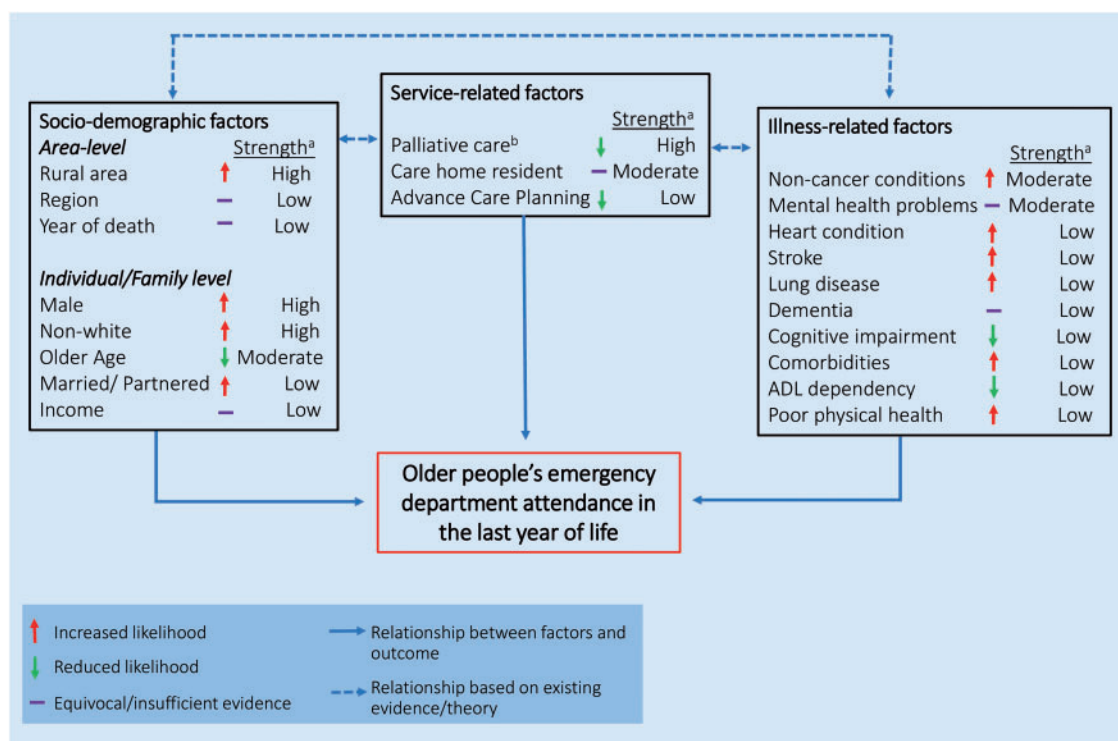 Socio-demographic factors
Area-level Strengthᵃ
Rural area ↑ High
Region – Low
Year of death – Low
Individual/Family level
Male ↑ High
Non-white ↑ High
Older Age ↓ Moderate
Married/ Partnered ↑ Low
Income – Low
Service-related factors
Strengthᵃ
Palliative careᵇ ↓ High
Care home resident – Moderate
Advance Care Planning ↓ Low
Illness-related factors
Strengthᵃ
Non-cancer conditions ↑ Moderate
Mental health problems – Moderate
Heart condition ↑ Low
Stroke ↑ Low
Lung disease ↑ Low
Dementia – Low
Cognitive impairment ↓ Low
Comorbidities ↑ Low
ADL dependency ↓ Low
Poor physical health ↑ Low
Older people's emergency
department attendance in
the last year of life
↑ Increased likelihood
↓ Reduced likelihood
– Equivocal/insufficient evidence
Relationship between factors and
outcome
Relationship based on existing
evidence/theory